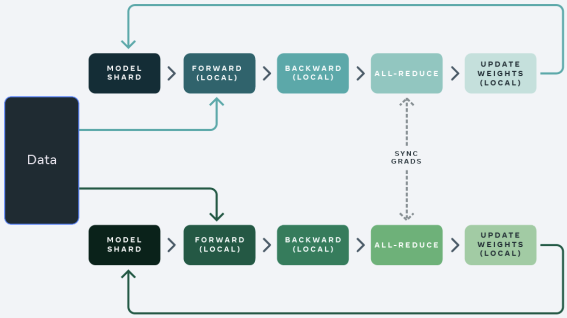 MODEL
SHARD
FORWARD
(LOCAL)
BACKWARD
(LOCAL)
ALL-REDUCE
UPDATE
WEIGHTS
(LOCAL)
Data
SYNC
GRADS
MODEL
SHARD
FORWARD
(LOCAL)
BACKWARD
(LOCAL)
ALL-REDUCE
UPDATE
WEIGHTS
(LOCAL)